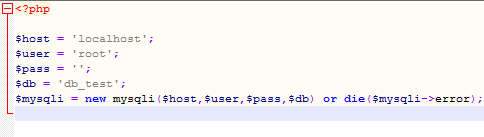 <?php
$host = 'localhost';
$user = 'root';
$pass = '';
$db = 'db_test';
$mysqli = new mysqli($host,$user,$pass,$db) or die($mysqli->error);